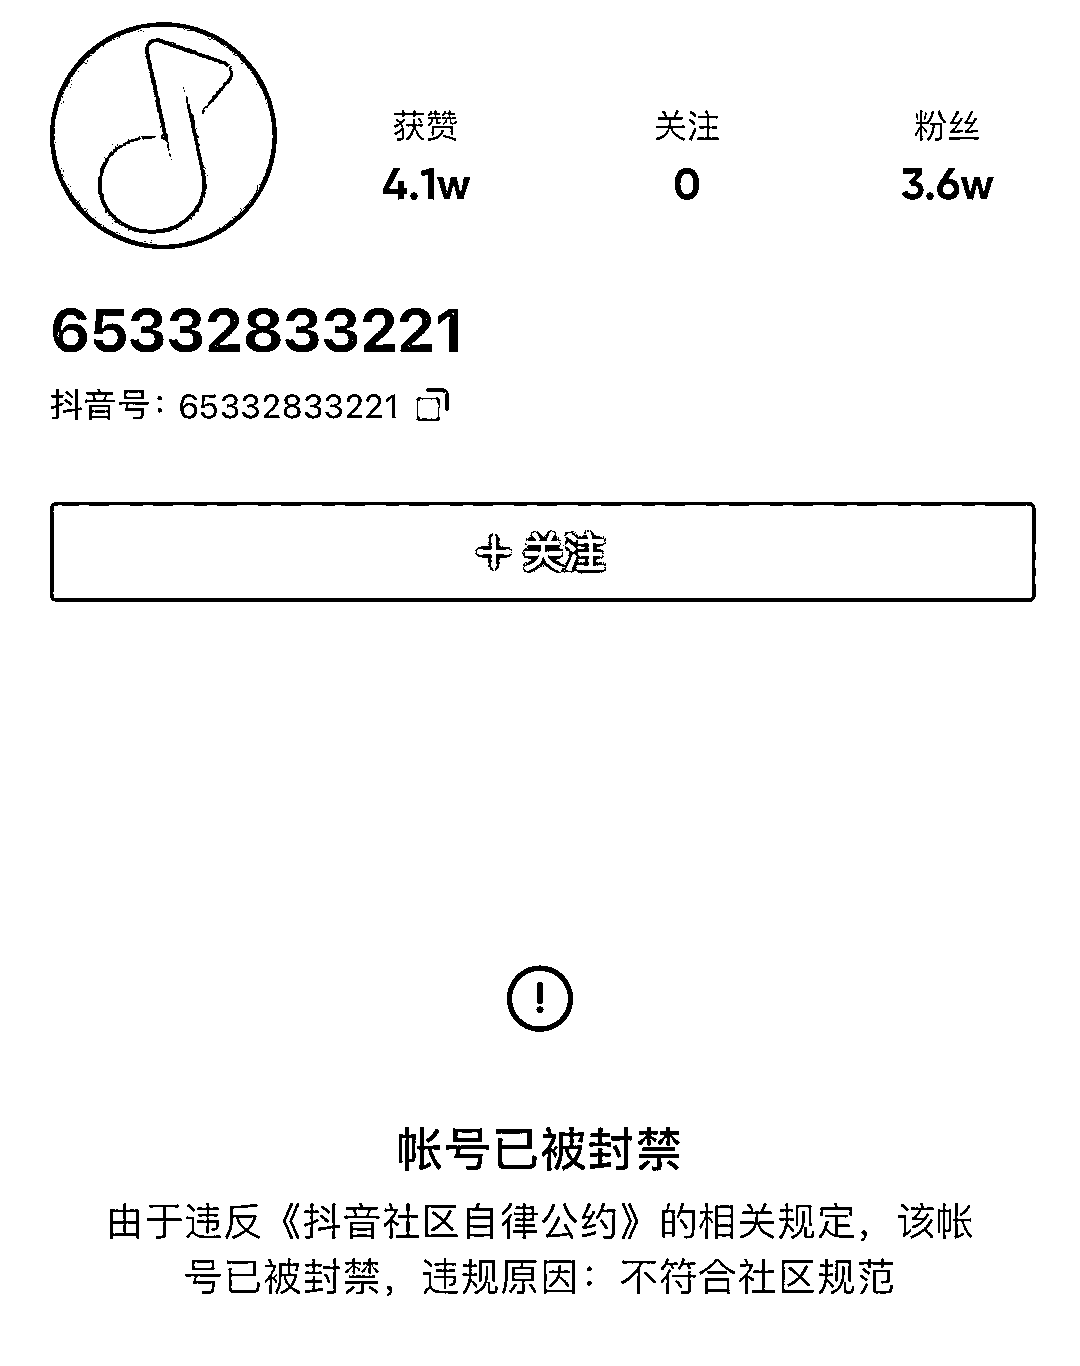 获赞 关注 粉丝
4.1w 0 3.6w
65332833221
抖音号：65332833221
+ 关注
帐号已被封禁
由于违反《抖音社区自律公约》的相关规定，该帐
号已被封禁，违规原因：不符合社区规范